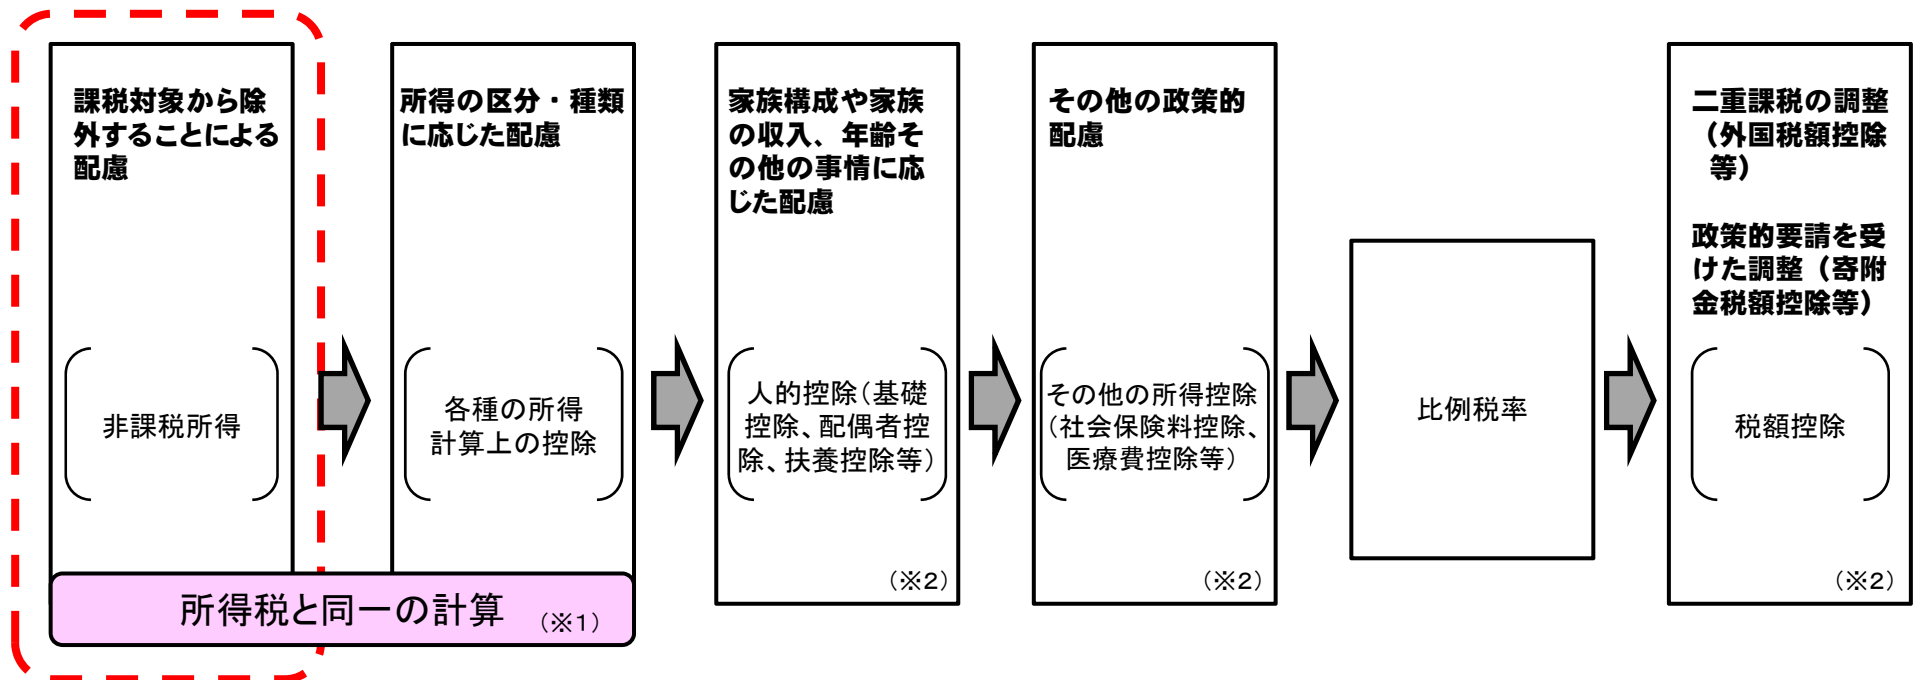 課税対象から除
外することによる
配慮
非課税所得
所得の区分・種類
に応じた配慮
各種の所得
計算上の控除
所得税と同一の計算 (※1)
家族構成や家族
の収入、年齢そ
の他の事情に応
じた配慮
人的控除(基礎
控除、配偶者控
除、扶養控除等)
(※2)
その他の政策的
配慮
その他の所得控除
(社会保険料控除、
医療費控除等)
(※2)
比例税率
二重課税の調整
(外国税額控除
等)
政策的要請を受
けた調整(寄附
金税額控除等)
税額控除
(※2)